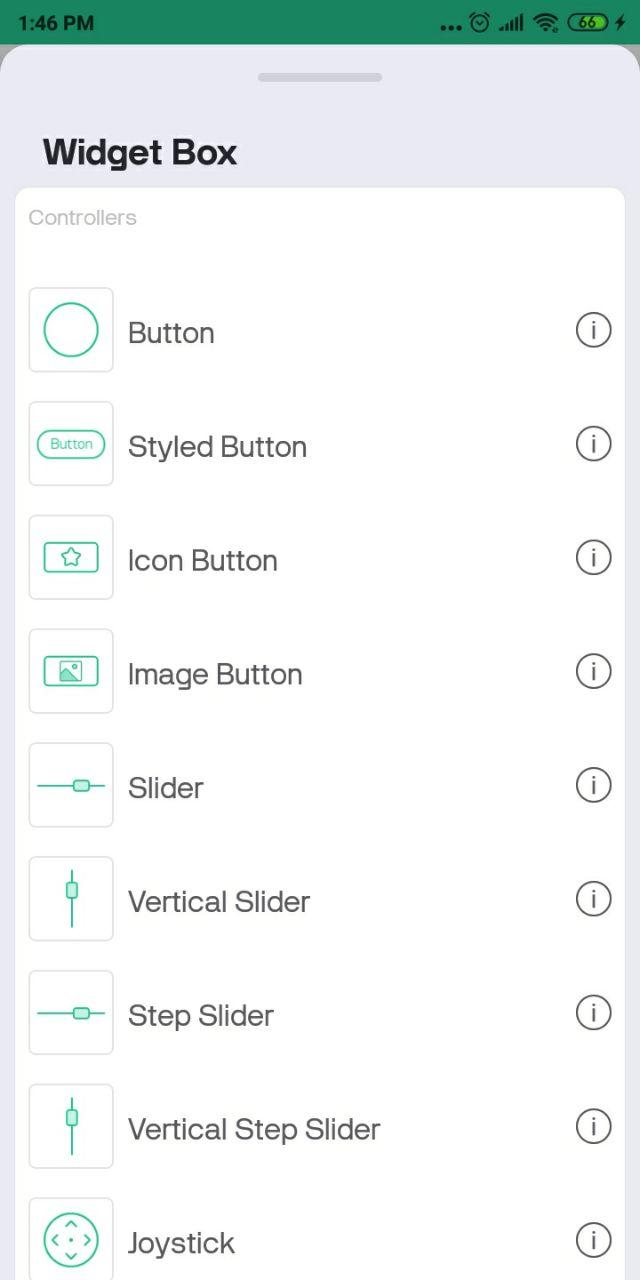 1:46 PM
66
Widget Box
Controllers
Button
Button
Styled Button
Icon Button
Image Button
Slider
Vertical Slider
Step Slider
Vertical Step Slider
Joystick